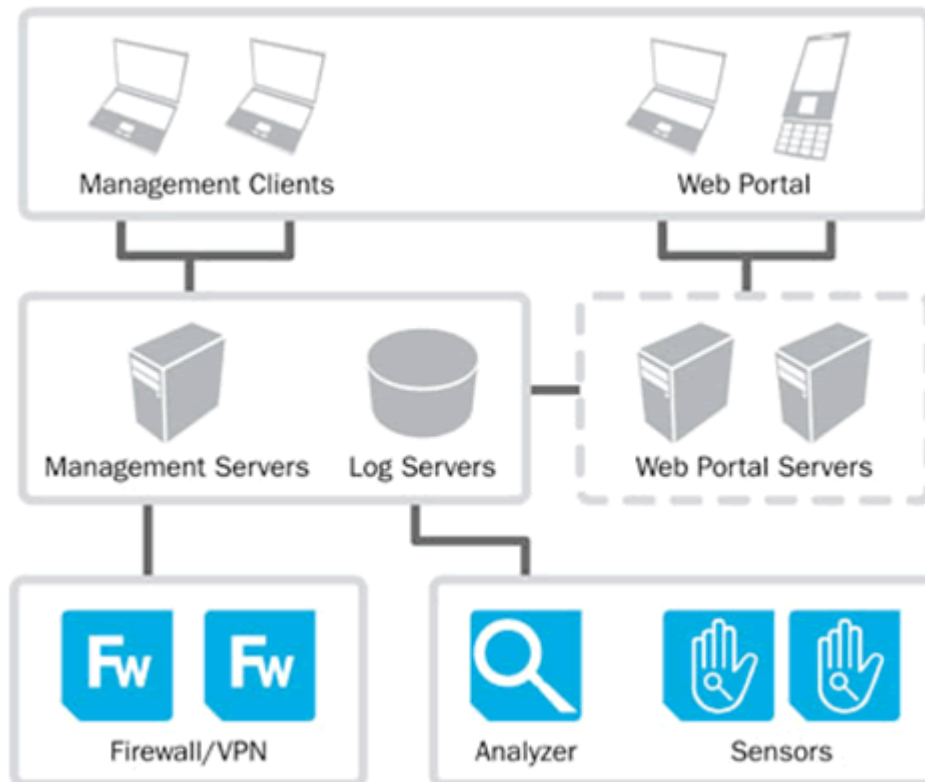 Management Clients
Web Portal
Management Servers
Log Servers
Web Portal Servers
Fw
Fw
Firewall/VPN
Analyzer
Sensors